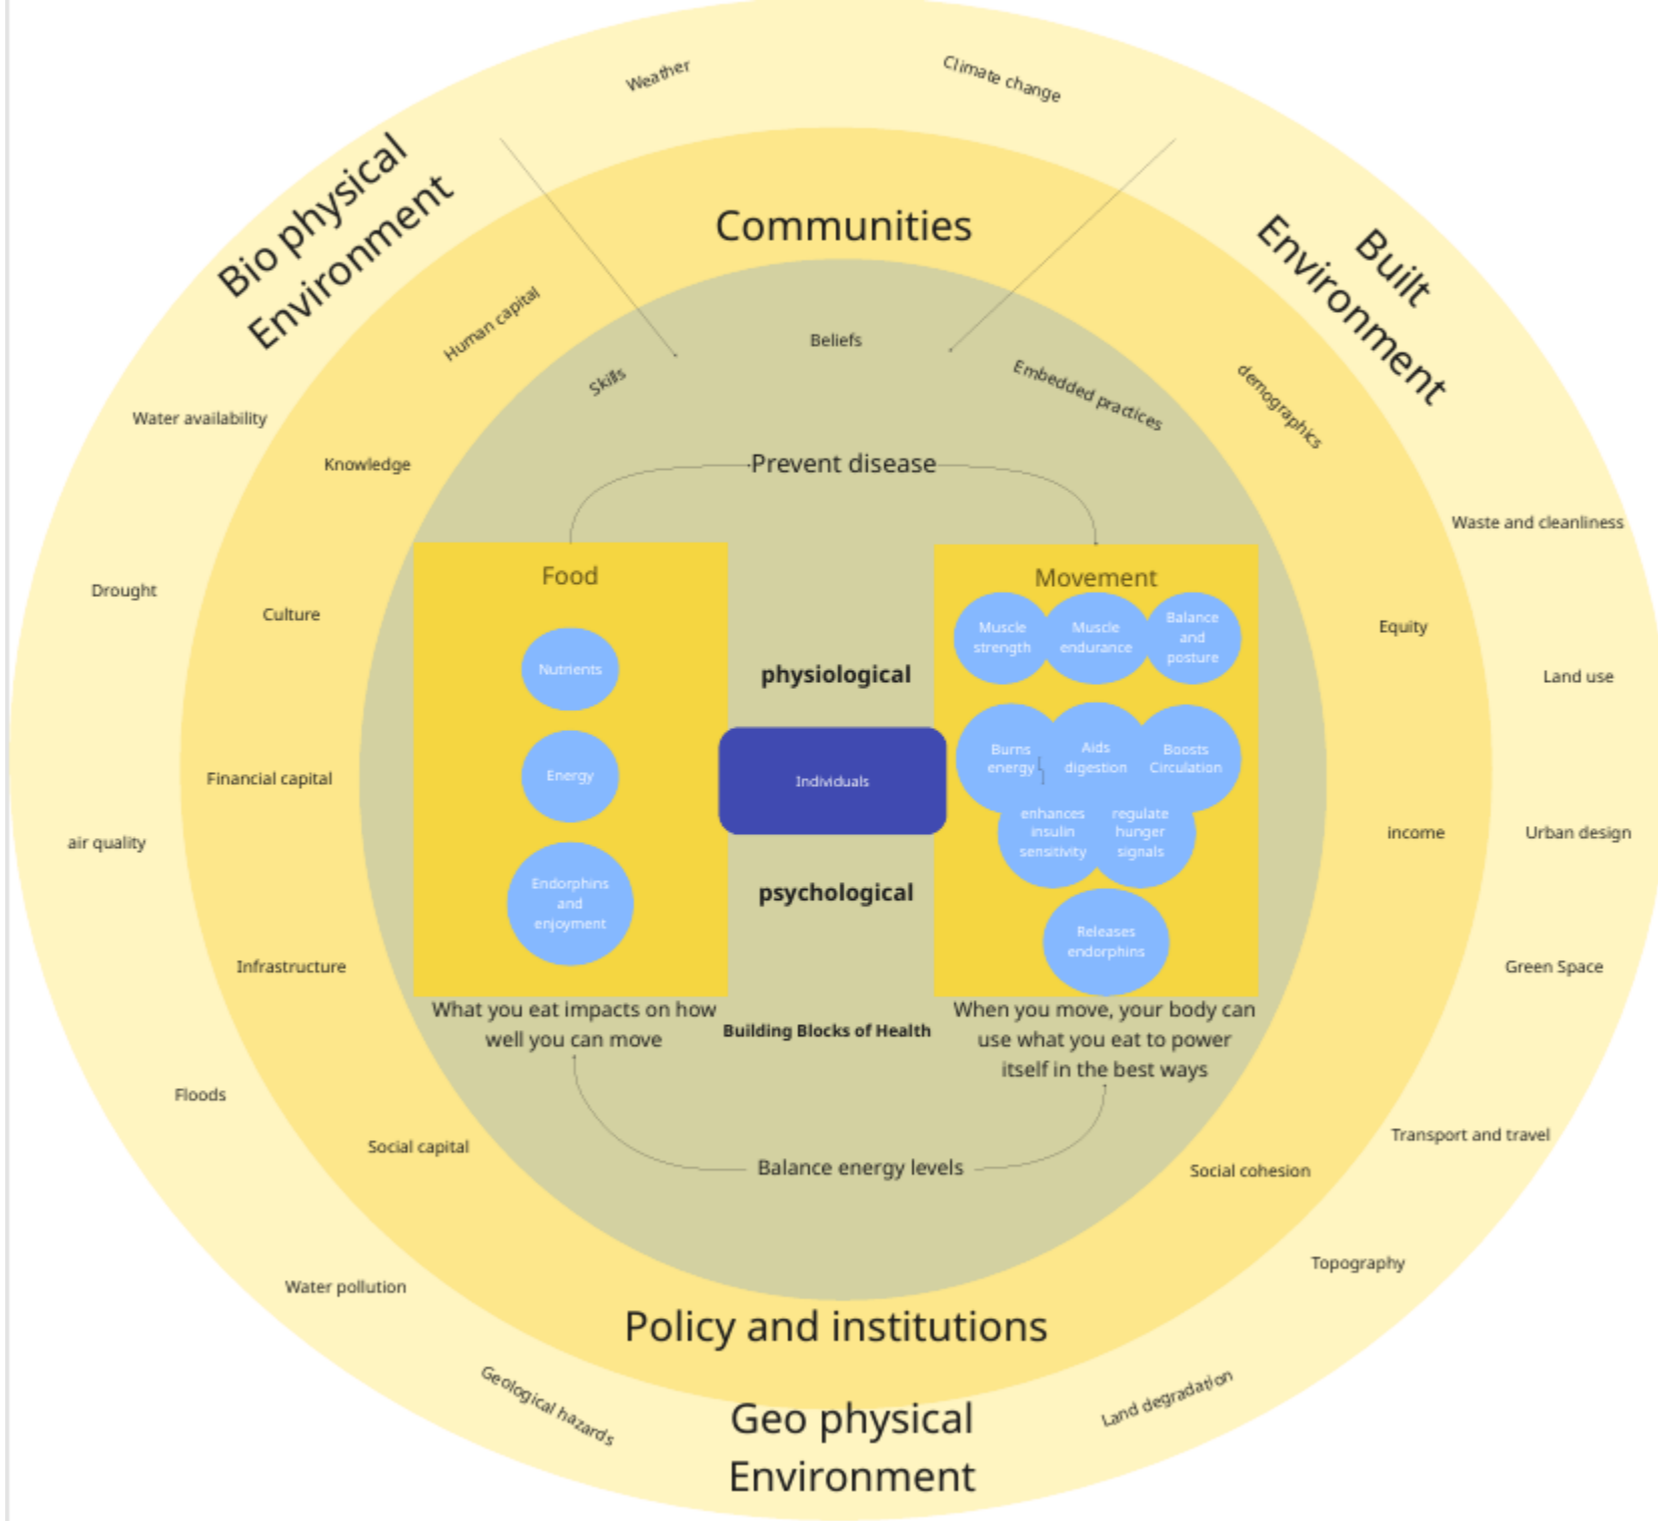 Weather
Climate change
Bio physical
Environment
Built
Environment
Communities
Human capital
Skills
Beliefs
Embedded practices
demographics
Water availability
Knowledge
Prevent disease
Waste and cleanliness
Drought
Culture
Food
Movement
Muscle
strength
Muscle
endurance
Balance
and
posture
Equity
Nutrients
physiological
Land use
Burns
energy
Aids
digestion
Boosts
Circulation
Energy
Individuals
Financial capital
enhances
insulin
sensitivity
regulate
hunger
signals
income
Urban design
air quality
Endorphins
and
enjoyment
psychological
Releases
endorphins
Infrastructure
Green Space
What you eat impacts on how
well you can move
Building Blocks of Health
When you move, your body can
use what you eat to power
itself in the best ways
Floods
Social capital
Balance energy levels
Transport and travel
Social cohesion
Water pollution
Topography
Policy and institutions
Geological hazards
Land degradation
Geo physical
Environment